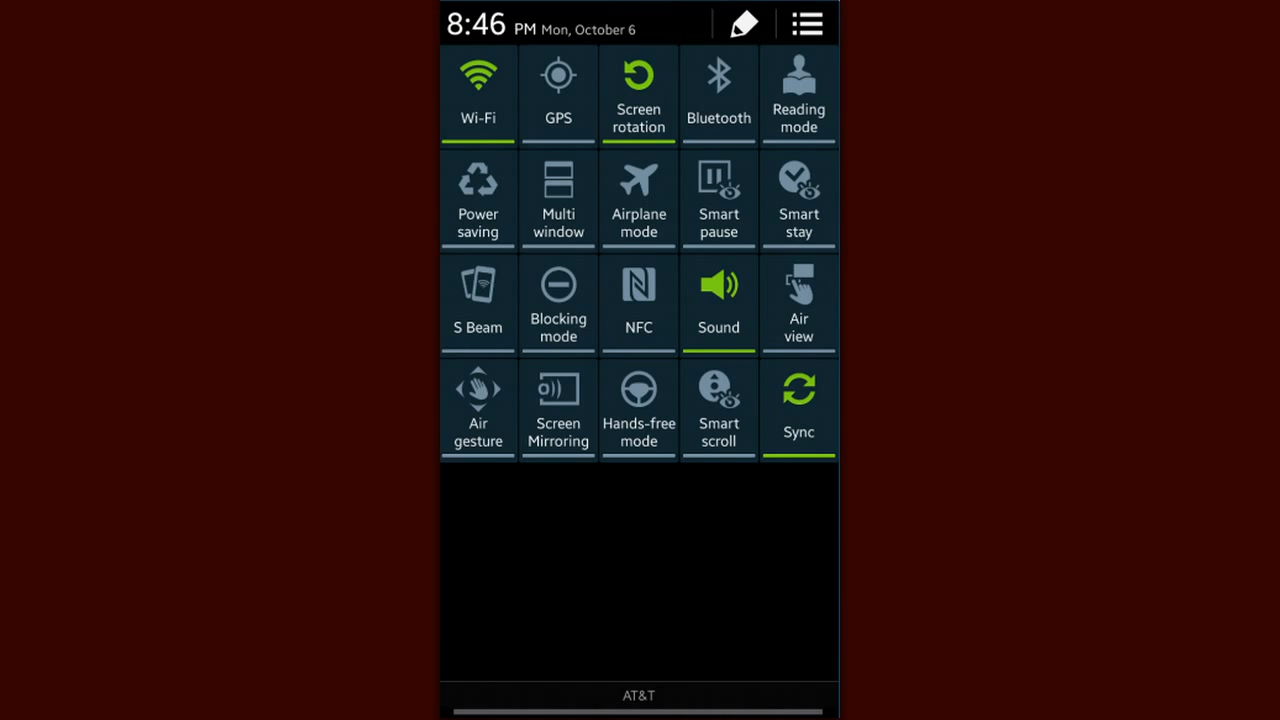 8:46 PM Mon, October 6
Wi-Fi
GPS
Screen
rotation
Bluetooth
Reading
mode
Power
saving
Multi
window
Airplane
mode
Smart
pause
Smart
stay
S Beam
Blocking
mode
NFC
Sound
Air
view
Air
gesture
Screen
Mirroring
Hands-free
mode
Smart
scroll
Sync
AT&T